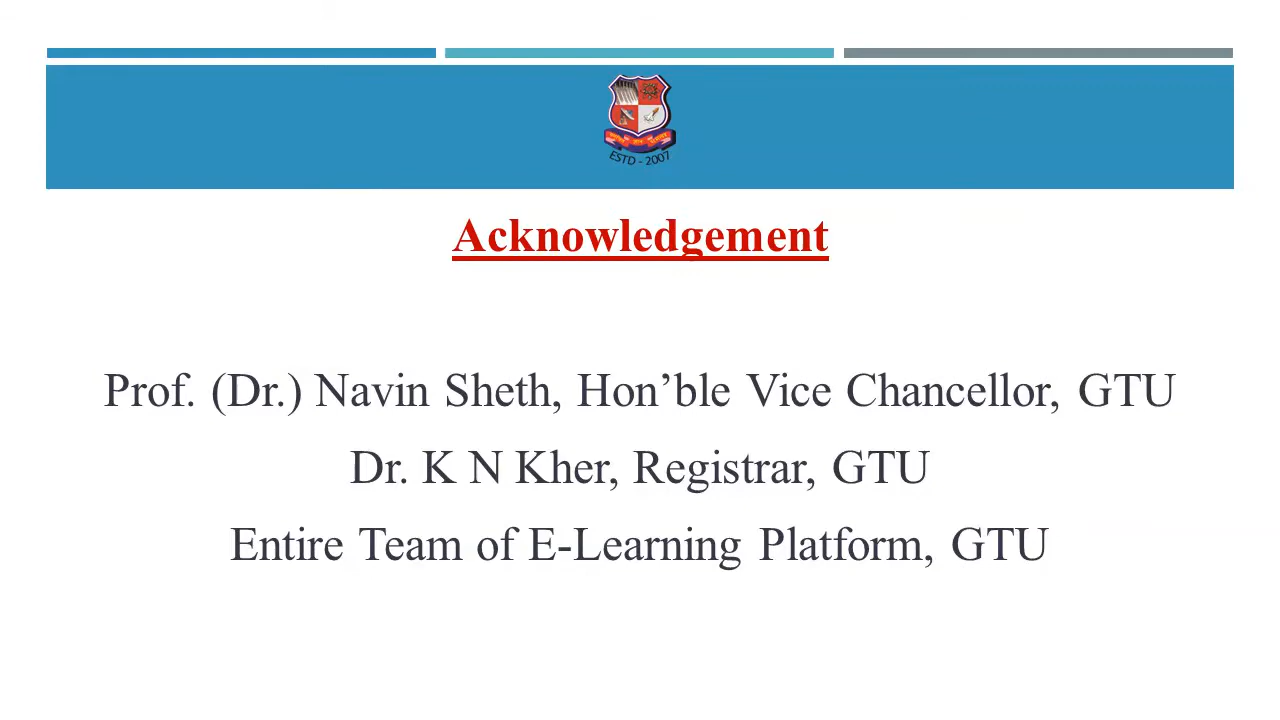 ESTD - 2007
Acknowledgement
Prof. (Dr.) Navin Sheth, Hon’ble Vice Chancellor, GTU
Dr. K N Kher, Registrar, GTU
Entire Team of E-Learning Platform, GTU